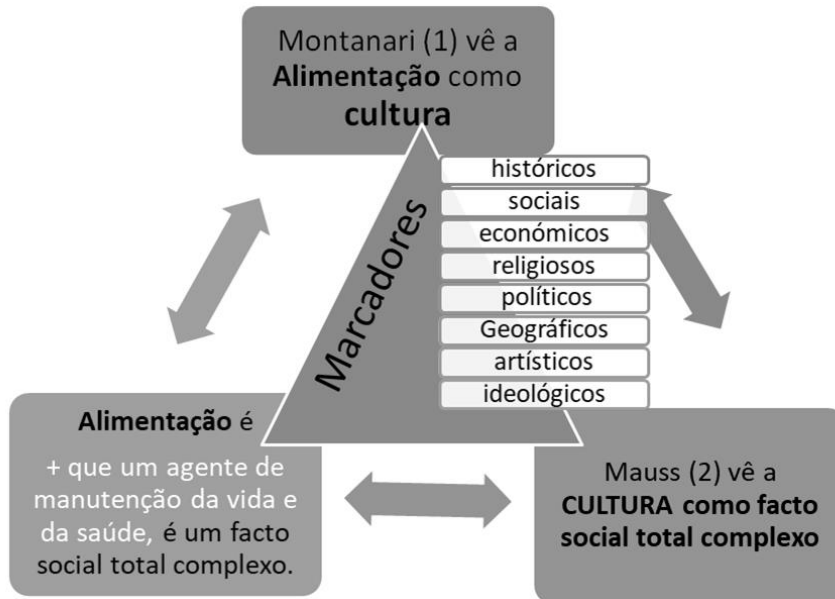 Montanari (1) vê a
Alimentação como
cultura
Marcadores
históricos
sociais
económicos
religiosos
políticos
Geográficos
artísticos
ideológicos
Alimentação é
+ que um agente de
manutenção da vida e
da saúde, é um facto
social total complexo.
Mauss (2) vê a
CULTURA como facto
social total complexo